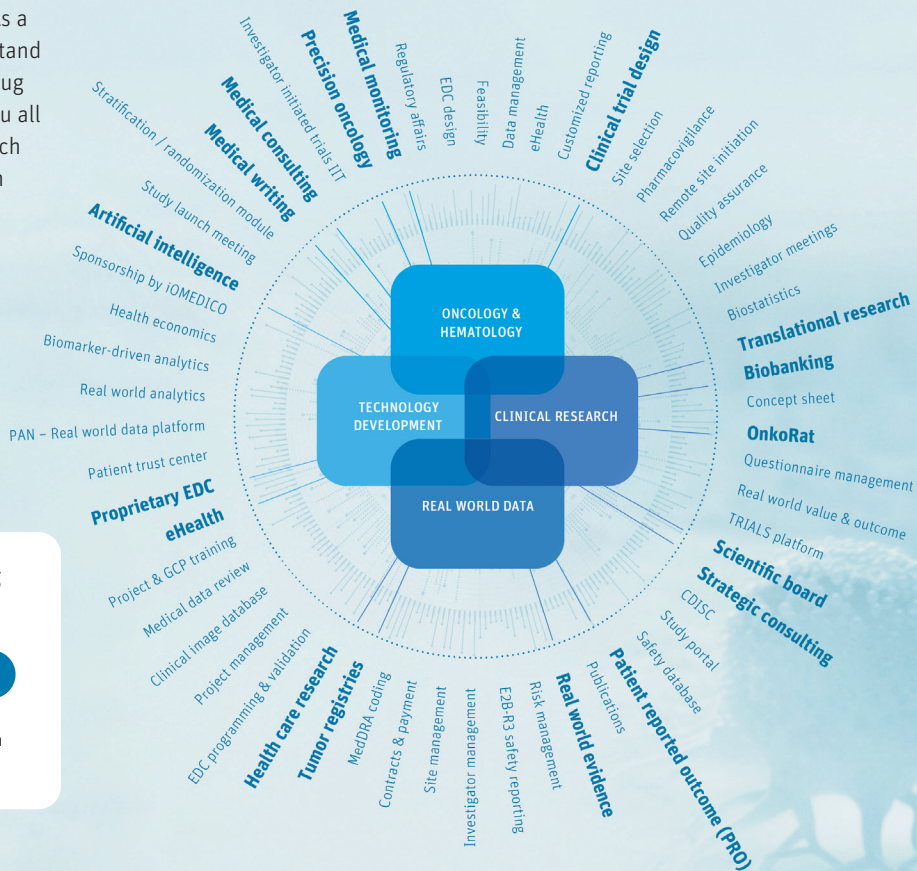 s a
tand
ug
u all
ch
n
Medical monitoring
Regulatory affairs
EDC design
Feasibility
Data management
eHealth
Customized reporting
Clinical trial design
Site selection
Pharmacovigilance
Remote site initiation
Quality assurance
Epidemiology
Investigator meetings
Biostatistics
Translational research
Biobanking
Concept sheet
OnkoRat
Questionnaire management
Real world value & outcome
TRIALS platform
Scientific board
Strategic consulting
CDISC
Study portal
Safety database
Patient reported outcome (PRO)
Publications
Real world evidence
Risk management
E2B-R3 safety reporting
Investigator management
Site management
Contracts & payment
MedDRA coding
Tumor registries
Health care research
EDC programming & validation
Project management
Clinical image database
Medical data review
Project & GCP training
eHealth
Proprietary EDC
Patient trust center
PAN – Real world data platform
Real world analytics
Biomarker-driven analytics
Health economics
Sponsorship by iOMEDICO
Artificial intelligence
Study launch meeting
Stratification / randomization module
Medical writing
Medical consulting
Investigator initiated trials IIT
Precision oncology
ONCOLOGY &
HEMATOLOGY
TECHNOLOGY
DEVELOPMENT
CLINICAL RESEARCH
REAL WORLD DATA